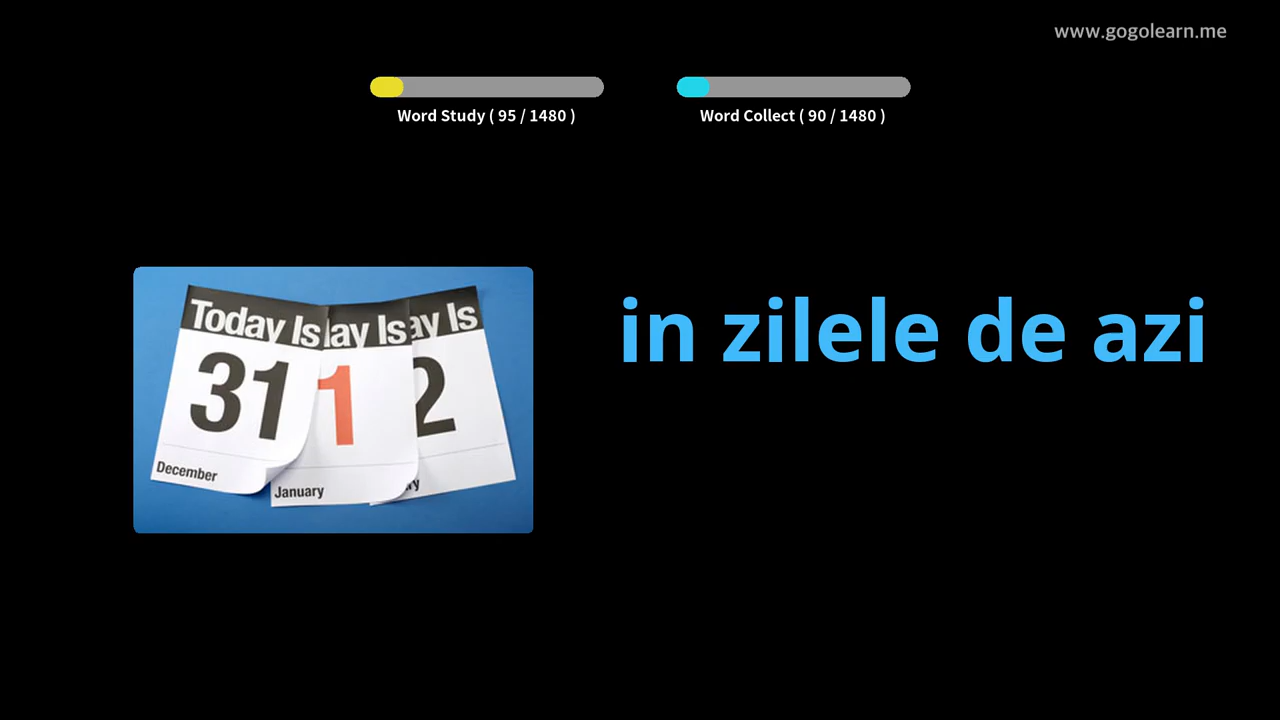 www.gogolearn.me
Word Study ( 95 / 1480 )
Word Collect ( 90 / 1480 )
in zilele de azi
Today Is
ay Is
ay Is
31
1
2
December
January
ry